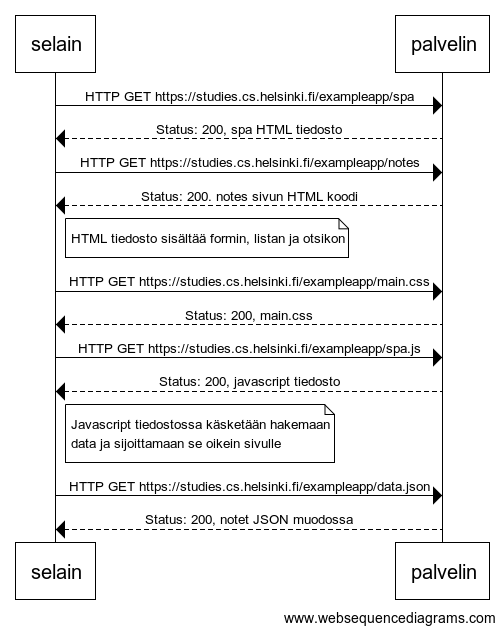 selain palvelin
HTTP GET https://studies.cs.helsinki.fi/exampleapp/spa
Status: 200, spa HTML tiedosto
HTTP GET https://studies.cs.helsinki.fi/exampleapp/notes
Status: 200. notes sivun HTML koodi
HTML tiedosto sisältää formin, listan ja otsikon
HTTP GET https://studies.cs.helsinki.fi/exampleapp/main.css
Status: 200, main.css
HTTP GET https://studies.cs.helsinki.fi/exampleapp/spa.js
Status: 200, javascript tiedosto
Javascript tiedostossa käsketään hakemaan
data ja sijoittamaan se oikein sivulle
HTTP GET https://studies.cs.helsinki.fi/exampleapp/data.json
Status: 200, notet JSON muodossa
selain palvelin
www.websequencediagrams.com